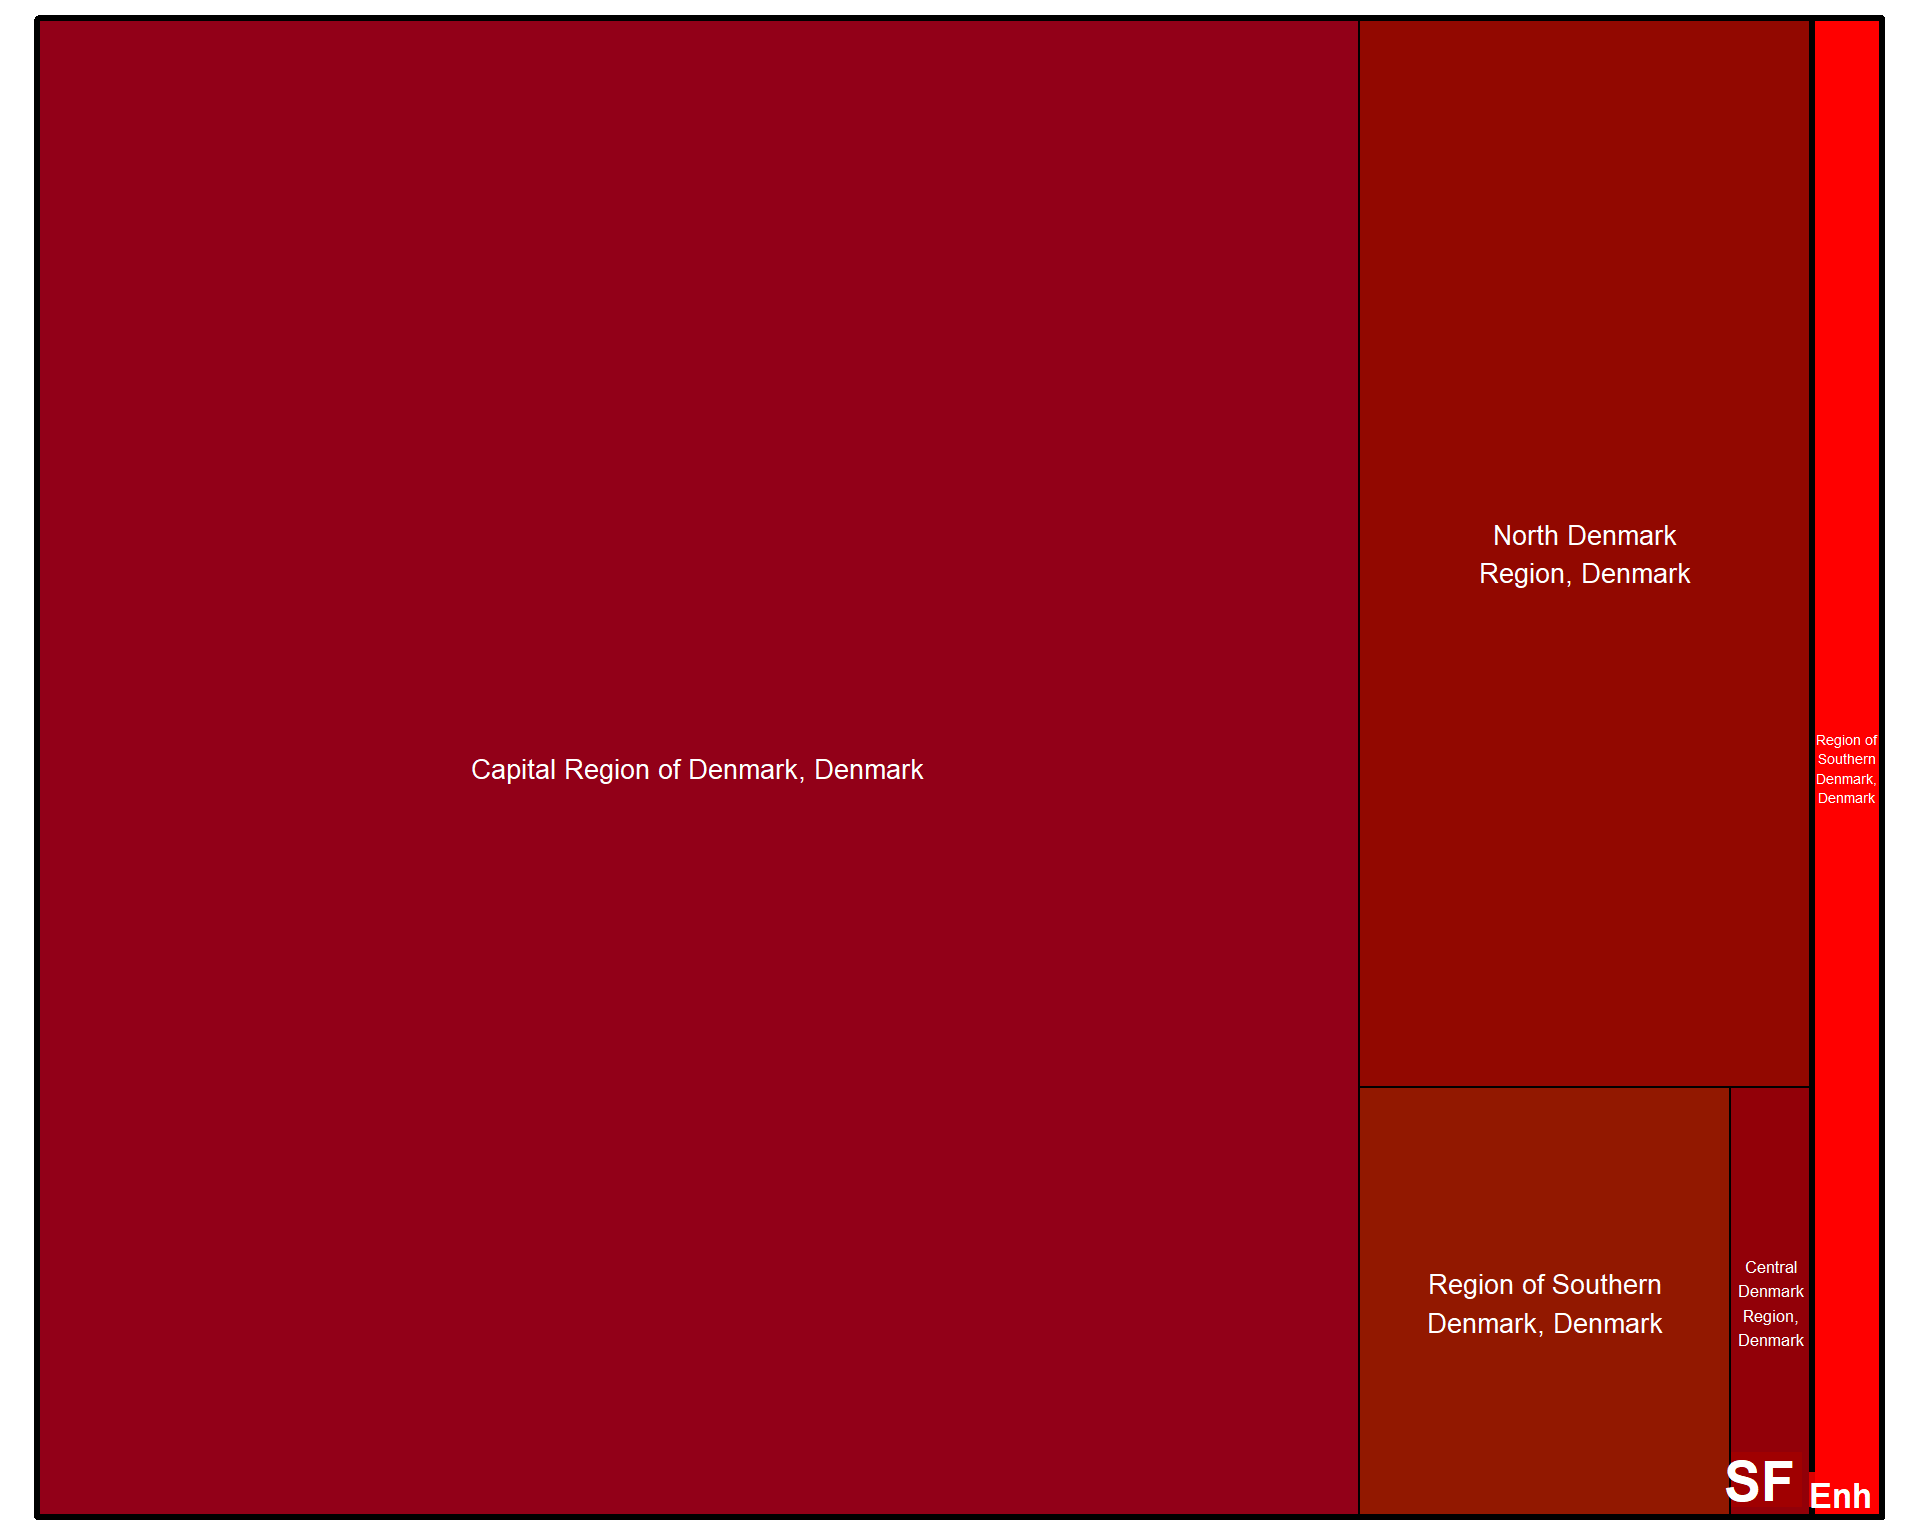 Capital Region of Denmark, Denmark
North Denmark
Region, Denmark
Region of Southern
Denmark, Denmark
Central
Denmark
Region,
Denmark
SF
Region of
Southern
Denmark,
Denmark
Enh